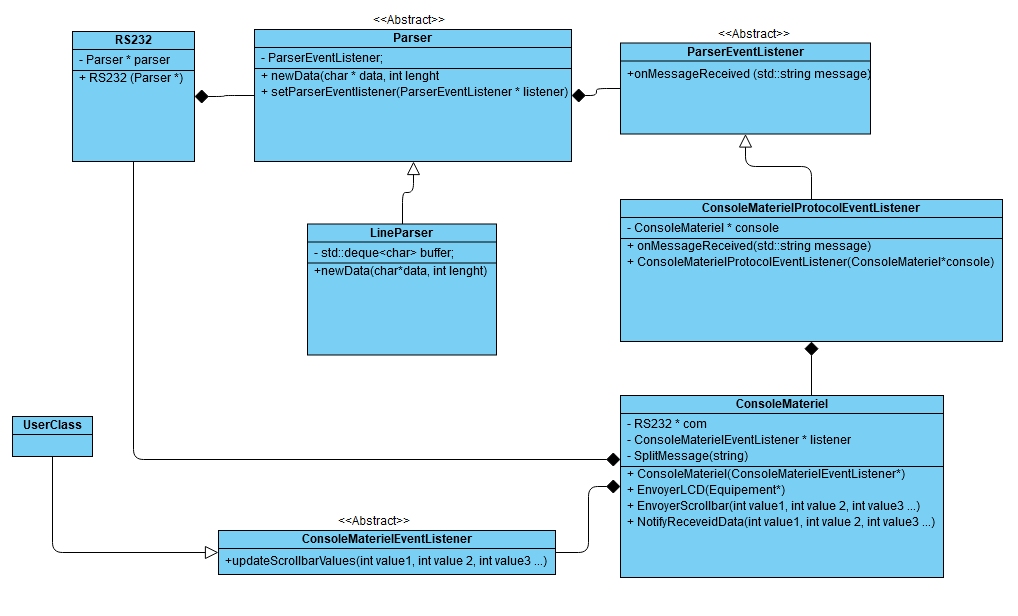 <<Abstract>>
RS232
- Parser * parser
+ RS232 (Parser *)
Parser
- ParserEventListener;
+ newData(char * data, int lenght
+ setParserEventlistener(ParserEventListener * listener)
<<Abstract>>
ParserEventListener
+onMessageReceived (std::string message)
LineParser
- std::deque<char> buffer;
+newData(char*data, int lenght)
ConsoleMaterielProtocolEventListener
- ConsoleMateriel * console
+ onMessageReceived(std::string message)
+ ConsoleMaterielProtocolEventListener(ConsoleMateriel*console)
UserClass
<<Abstract>>
ConsoleMaterielEventListener
+updateScrollbarValues(int value1, int value 2, int value3 ...)
ConsoleMateriel
- RS232 * com
- ConsoleMaterielEventListener * listener
- SplitMessage(string)
+ ConsoleMateriel(ConsoleMaterielEventListener*)
+ EnvoyerLCD(Equipement*)
+ EnvoyerScrollbar(int value1, int value 2, int value3 ...)
+ NotifyReceveidData(int value1, int value 2, int value3 ...)